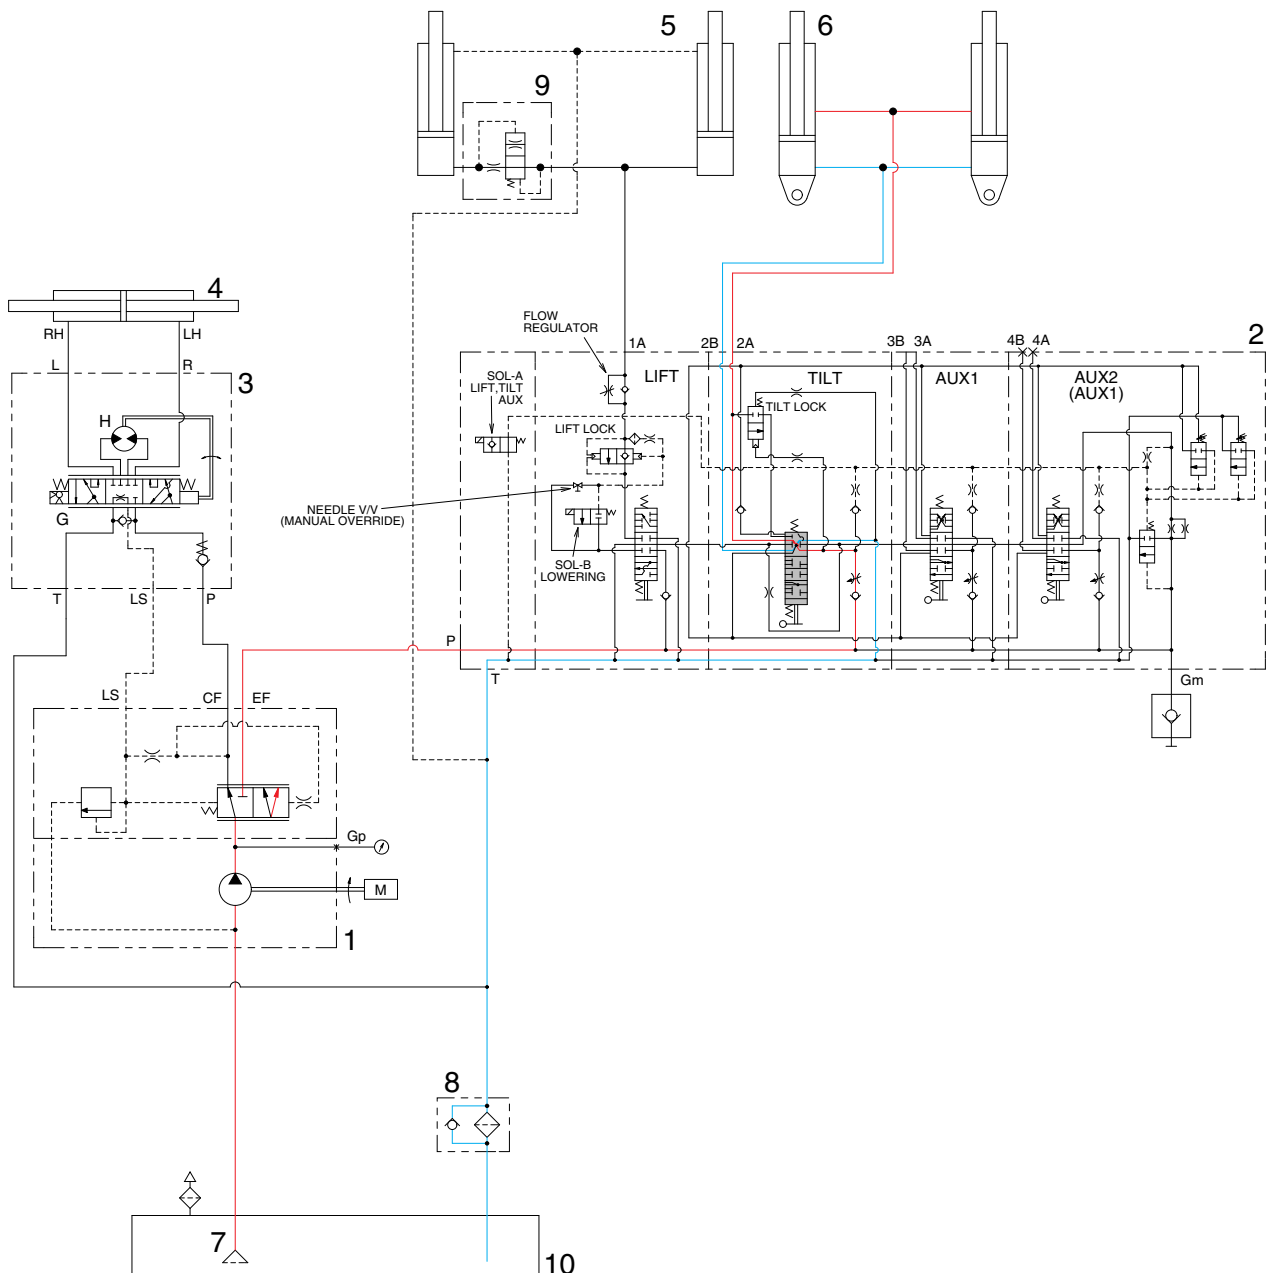 5
6
9
4
RH
LH
L
R
3
H
G
T
LS
P
FLOW
REGULATOR
1A
2B
2A
3B
3A
4B
4A
2
SOL-A
LIFT,TILT
AUX
LIFT
TILT
AUX1
AUX2
(AUX1)
TILT LOCK
LIFT LOCK
NEEDLE V/V
(MANUAL OVERRIDE)
SOL-B
LOWERING
P
T
Gm
LS
CF
EF
Gp
M
1
8
7
10